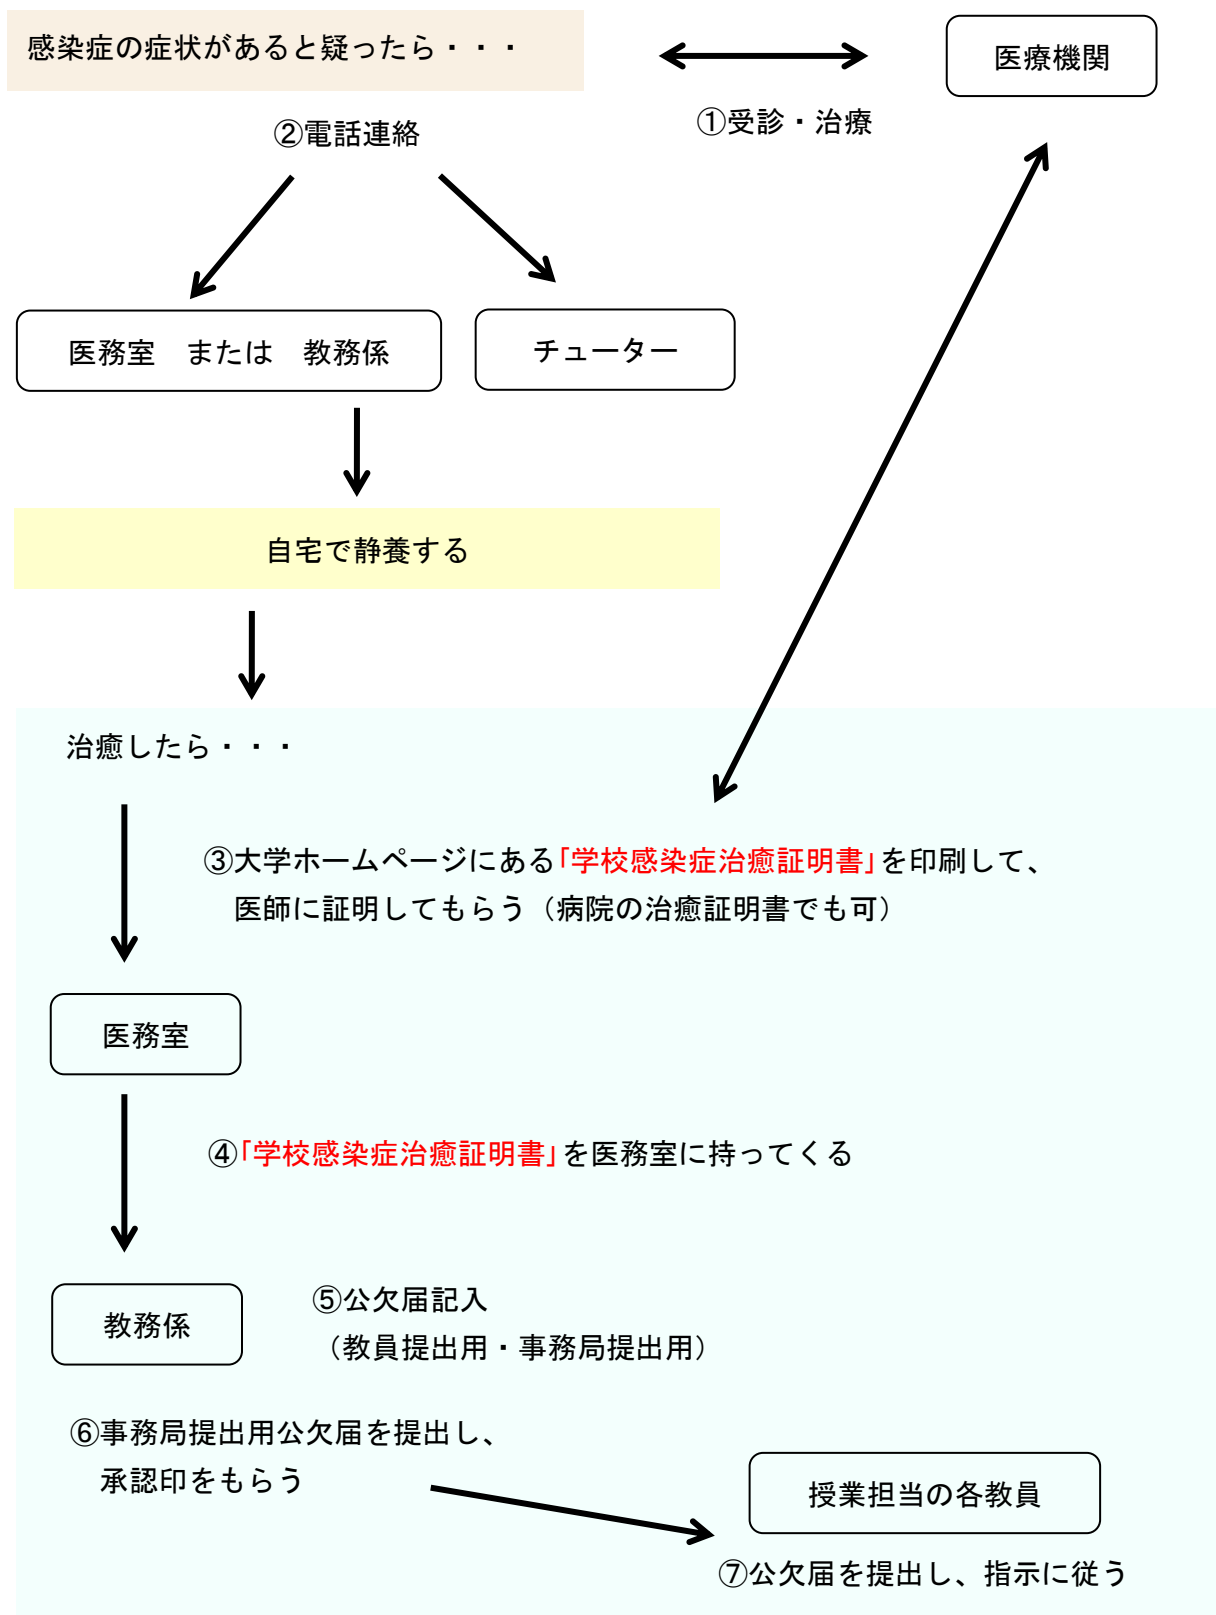 感染症の症状があると疑ったら・・・
医療機関
①受診・治療
②電話連絡
医務室　または　教務係
チューター
自宅で静養する
治癒したら・・・
③大学ホームページにある「学校感染症治癒証明書」を印刷して、
医師に証明してもらう（病院の治癒証明書でも可）
医務室
④「学校感染症治癒証明書」を医務室に持ってくる
教務係
⑤公欠届記入
（教員提出用・事務局提出用）
⑥事務局提出用公欠届を提出し、
承認印をもらう
授業担当の各教員
⑦公欠届を提出し、指示に従う